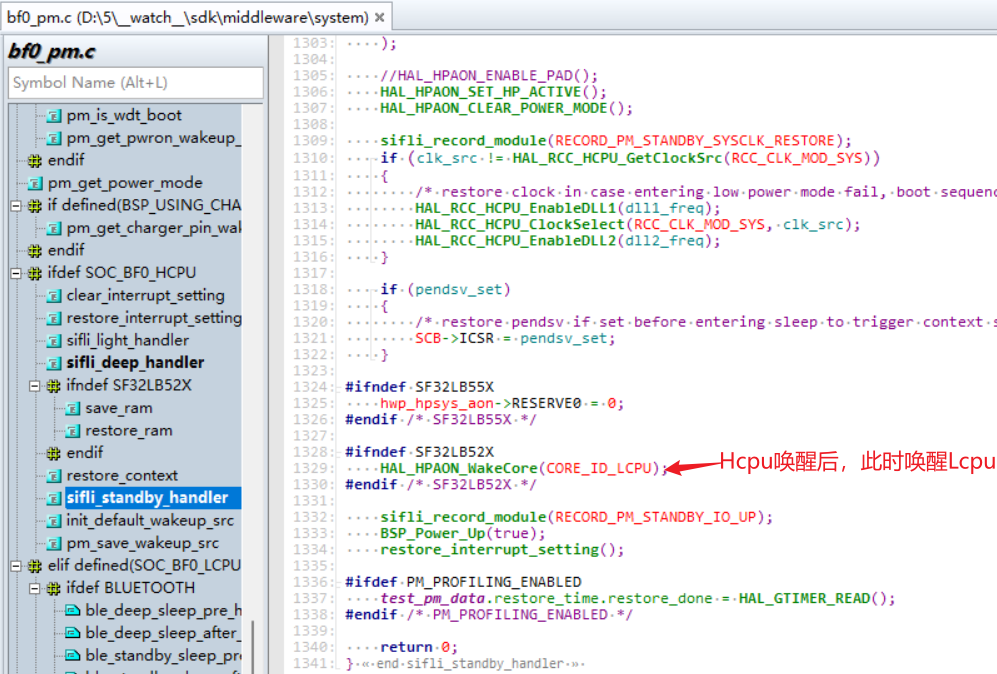 bf0_pm.c (D:\5\__watch__\sdk\middleware\system)
bf0_pm.c
Symbol Name (Alt+L)
pm_is_wdt_boot
pm_get_pwron_wakeup_
endif
pm_get_power_mode
if defined(BSP_USING_CHA
pm_get_charger_pin_wak
endif
ifdef SOC_BF0_HCPU
clear_interrupt_setting
restore_interrupt_setting
sifli_light_handler
sifli_deep_handler
ifndef SF32LB52X
save_ram
restore_ram
endif
restore_context
sifli_standby_handler
init_default_wakeup_src
pm_save_wakeup_src
elif defined(SOC_BF0_LCPU
ifdef BLUETOOTH
ble_deep_sleep_pre_h
ble_deep_sleep_after_
ble_standby_sleep_pr
1303: );
1304:
1305: //HAL_HPAON_ENABLE_PAD();
1306: HAL_HPAON_SET_HP_ACTIVE();
1307: HAL_HPAON_CLEAR_POWER_MODE();
1308:
1309: sifli_record_module(RECORD_PM_STANDBY_SYSCLK_RESTORE);
1310: if (clk_src != HAL_RCC_HCPU_GetClockSrc(RCC_CLK_MOD_SYS))
1311: {
1312: /* restore clock in case entering low power mode fail, boot sequenc
1313: HAL_RCC_HCPU_EnableDLL1(dll1_freq);
1314: HAL_RCC_HCPU_ClockSelect(RCC_CLK_MOD_SYS, clk_src);
1315: HAL_RCC_HCPU_EnableDLL2(dll2_freq);
1316: }
1317:
1318: if (pendsv_set)
1319: {
1320: /* restore pendsv if set before entering sleep to trigger context s
1321: SCB->ICSR = pendsv_set;
1322: }
1323:
1324: #ifndef SF32LB55X
1325: hwp_hpsys_aon->RESERVE0 = 0;
1326: #endif /* SF32LB55X */
1327:
1328: #ifndef SF32LB52X
1329: HAL_HPAON_WakeCore(CORE_ID_LCPU); Hcpu唤醒后，此时唤醒Lcpu
1330: #endif /* SF32LB52X */
1331:
1332: sifli_record_module(RECORD_PM_STANDBY_IO_UP);
1333: BSP_Power_Up(true);
1334: restore_interrupt_setting();
1335:
1336: #ifdef PM_PROFILING_ENABLED
1337: test_pm_data.restore_time.restore_done = HAL_GTIMER_READ();
1338: #endif /* PM_PROFILING_ENABLED */
1339:
1340: return 0;
1341: } « end sifli_standby_handler »